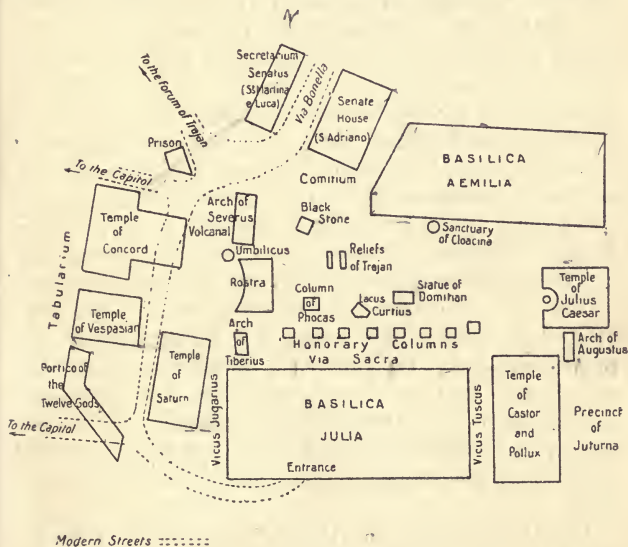 N
To the forum of Trajan
Secretarium
Senatus
(SS Martina
e Luca)
Via Bonella
Senate
House
(S. Adriano)
Prison
To the Capitol
Comitium
BASILICA
AEMILIA
Temple
of
Concord
Arch of
Severus
Volcanal
Black
Stone
Umbilicus
Sanctuary
of Cloacina
Reliefs
of Trajan
Tabularium
Rostra
Column
of
Phocas
Lacus
Curtius
Statue of
Domitian
Temple
of
Julius
Caesar
Temple
of Vespasian
Arch
of
Tiberius
Honorary Columns
Via Sacra
Arch of
Augustus
Portico of
the
Twelve Gods
Temple
of
Saturn
Vicus Jugarius
BASILICA
JULIA
Entrance
Vicus Tuscus
Temple
of
Castor
and
Pollux
Precinct
of
Juturna
To the Capitol
Modern Streets